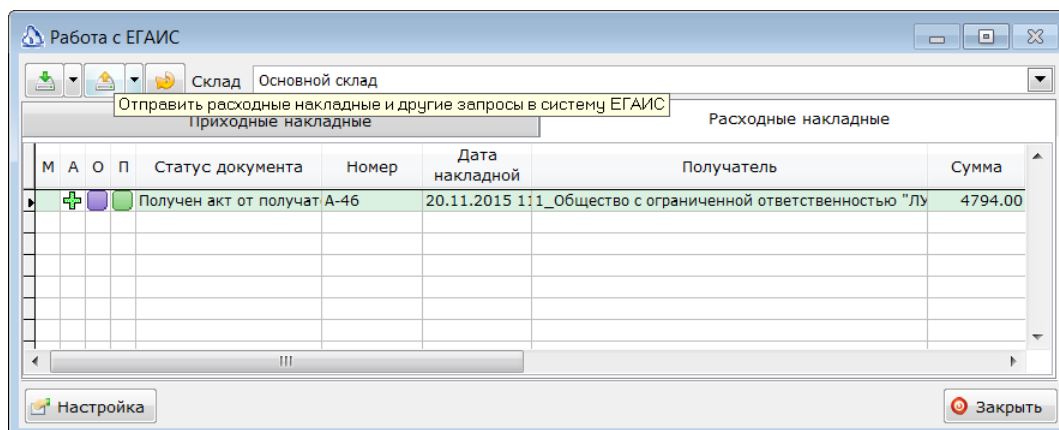 Работа с ЕГАИС
Склад Основной склад
Отправить расходные накладные и другие запросы в систему ЕГАИС
Приходные накладные Расходные накладные
М А О П Статус документа Номер Дата накладной Получатель Сумма
Получен акт от получат А-46 20.11.2015 11 1_Общество с ограниченной ответственностью "ЛУ 4794.00
Настройка Закрыть